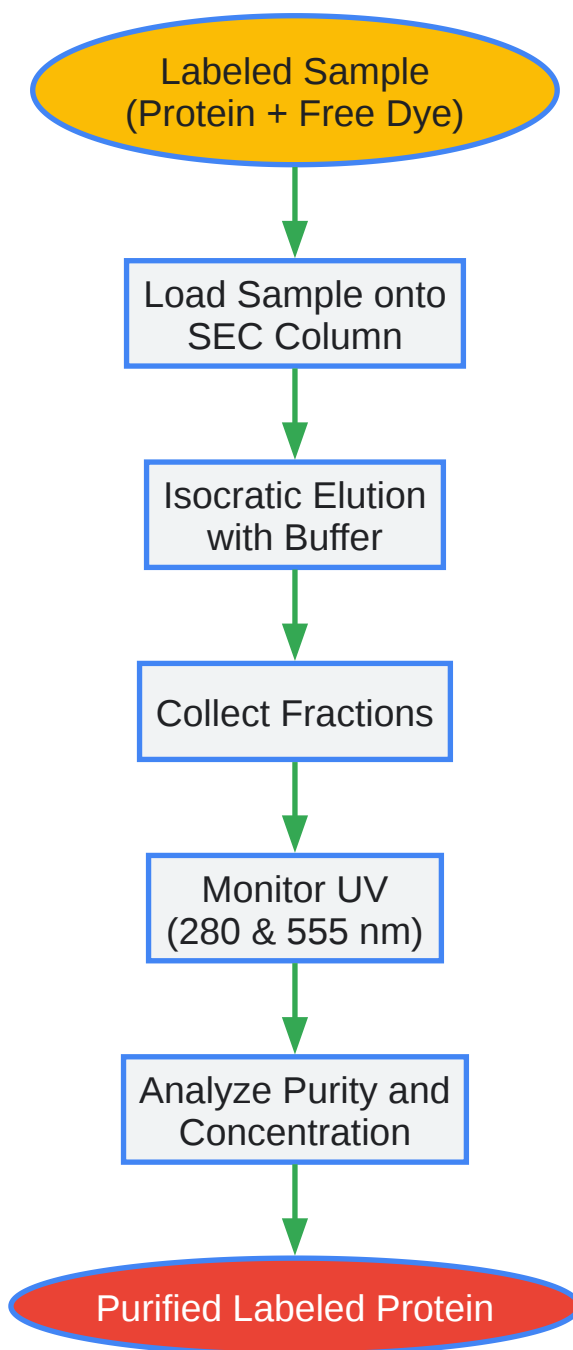 Labeled Sample
(Protein + Free Dye)
Load Sample onto
SEC Column
Isocratic Elution
with Buffer
Collect Fractions
Monitor UV
(280 & 555 nm)
Analyze Purity and
Concentration
Purified Labeled Protein